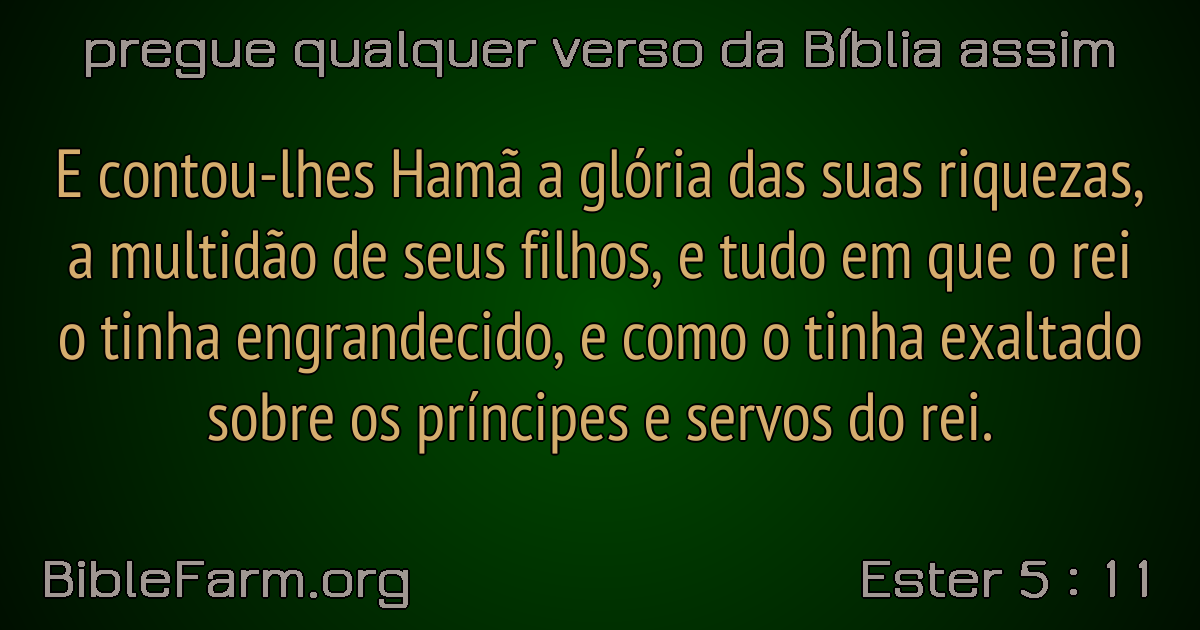 pregue qualquer verso da Bíblia assim
E contou-lhes Hamã a glória das suas riquezas,
a multidão de seus filhos, e tudo em que o rei
o tinha engrandecido, e como o tinha exaltado
sobre os príncipes e servos do rei.
BibleFarm.org
Ester 5 : 11